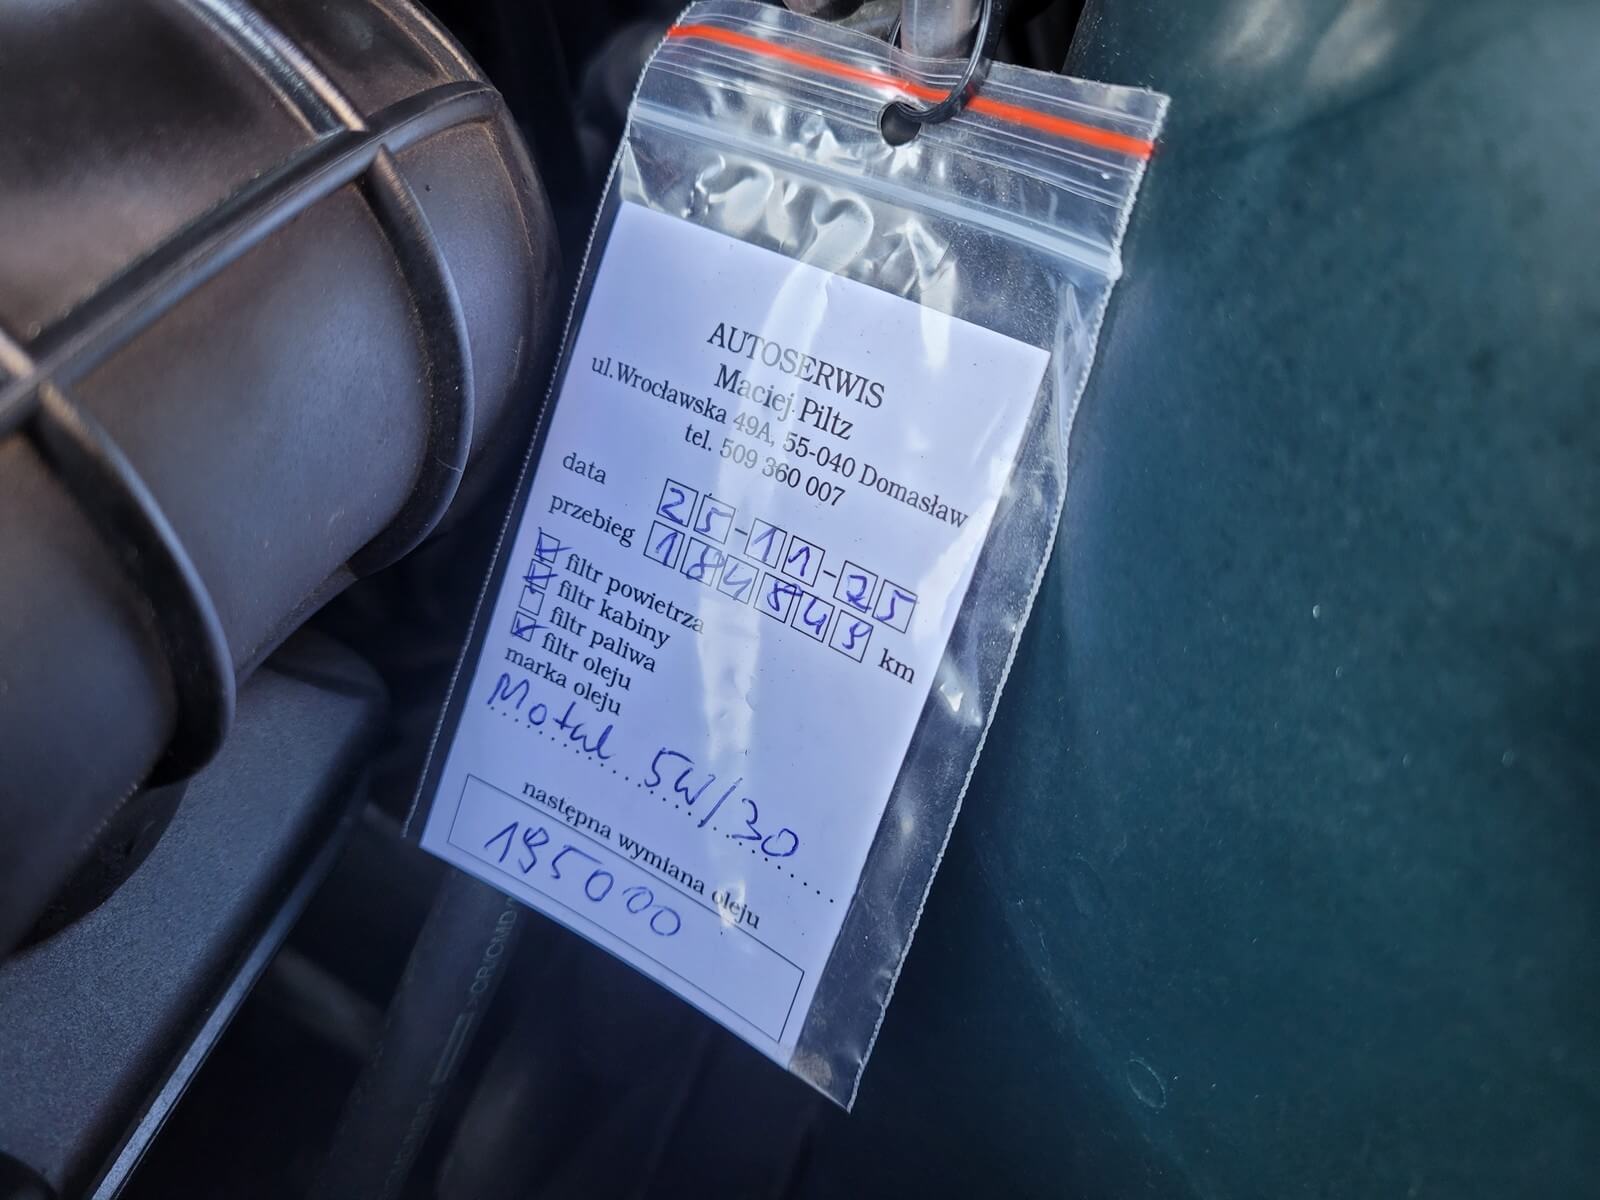 AUTOSERWIS
Maciej Piltz
ul.Wrocławska 49A, 55-040 Domasław
tel. 509 360 007
data 25-11-25
przebieg 184849 km
filtr powietrza
filtr kabiny
filtr paliwa
filtr oleju
marka oleju
Motul 5W/30
następna wymiana oleju
195000